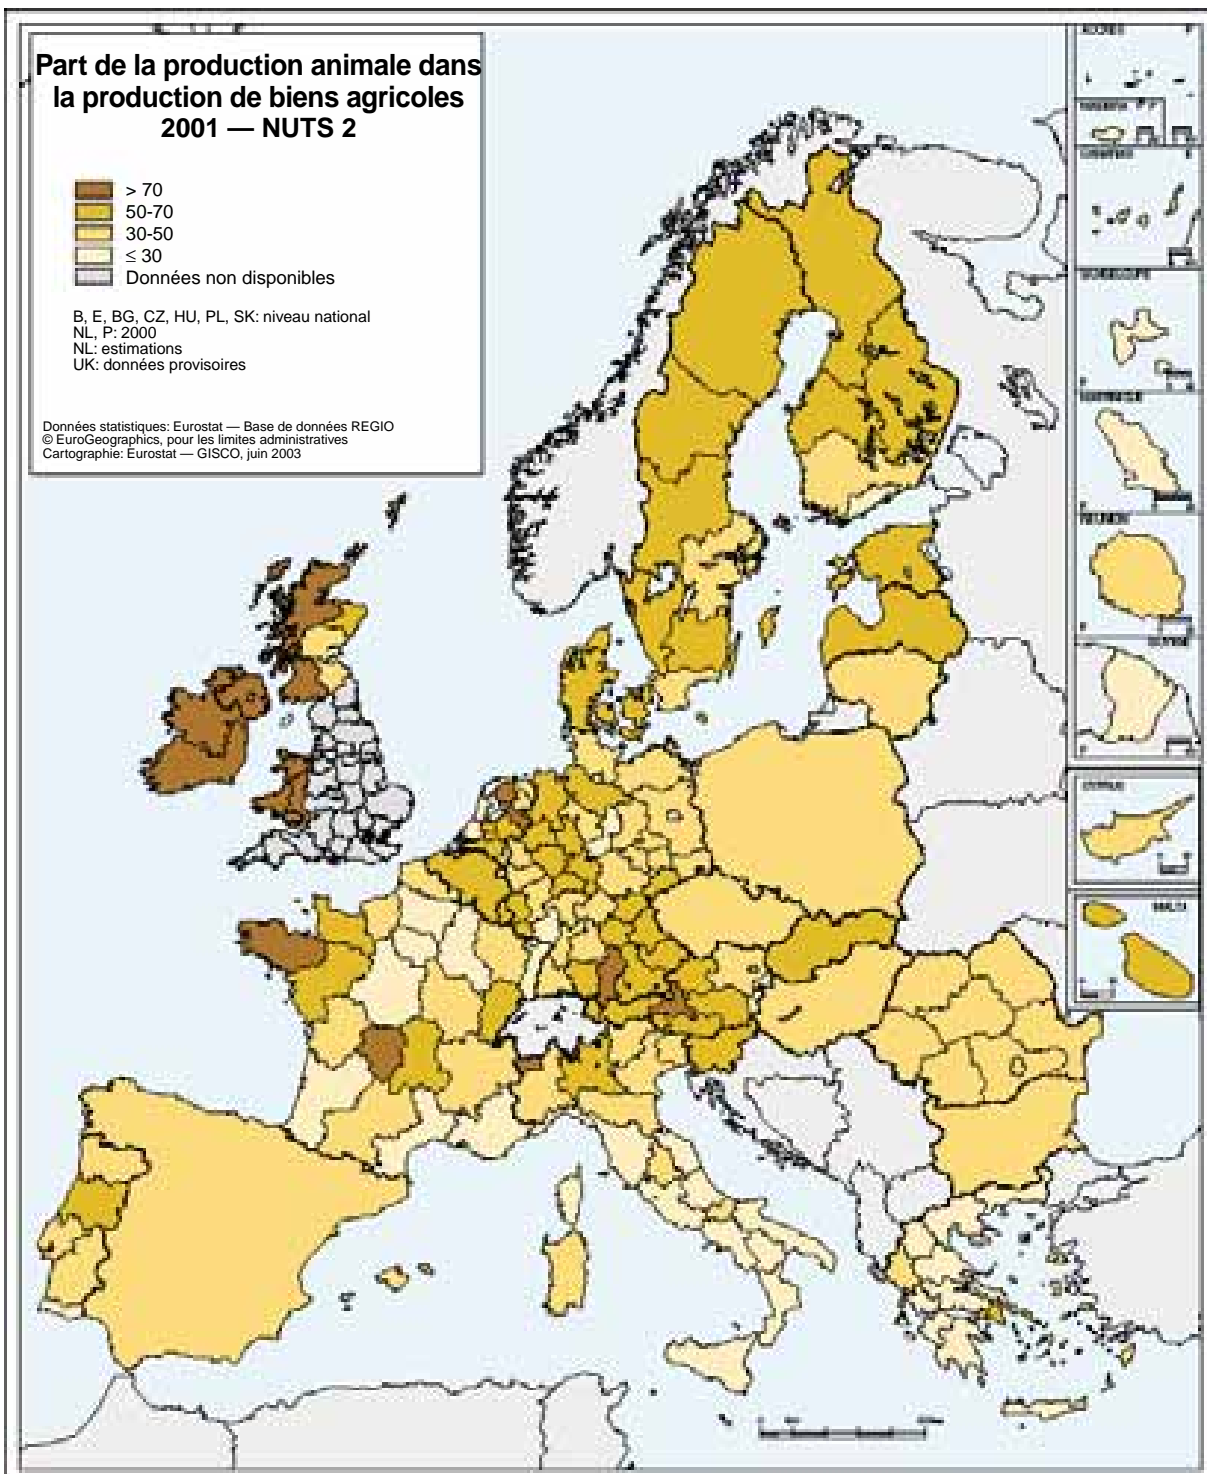 Part de la production animale dans
la production de biens agricoles
2001 — NUTS 2
> 70
50-70
30-50
≤ 30
Données non disponibles
B, E, BG, CZ, HU, PL, SK: niveau national
NL, P: 2000
NL: estimations
UK: données provisoires
Données statistiques: Eurostat — Base de données REGIO
© EuroGeographics, pour les limites administratives
Cartographie: Eurostat — GISCO, juin 2003